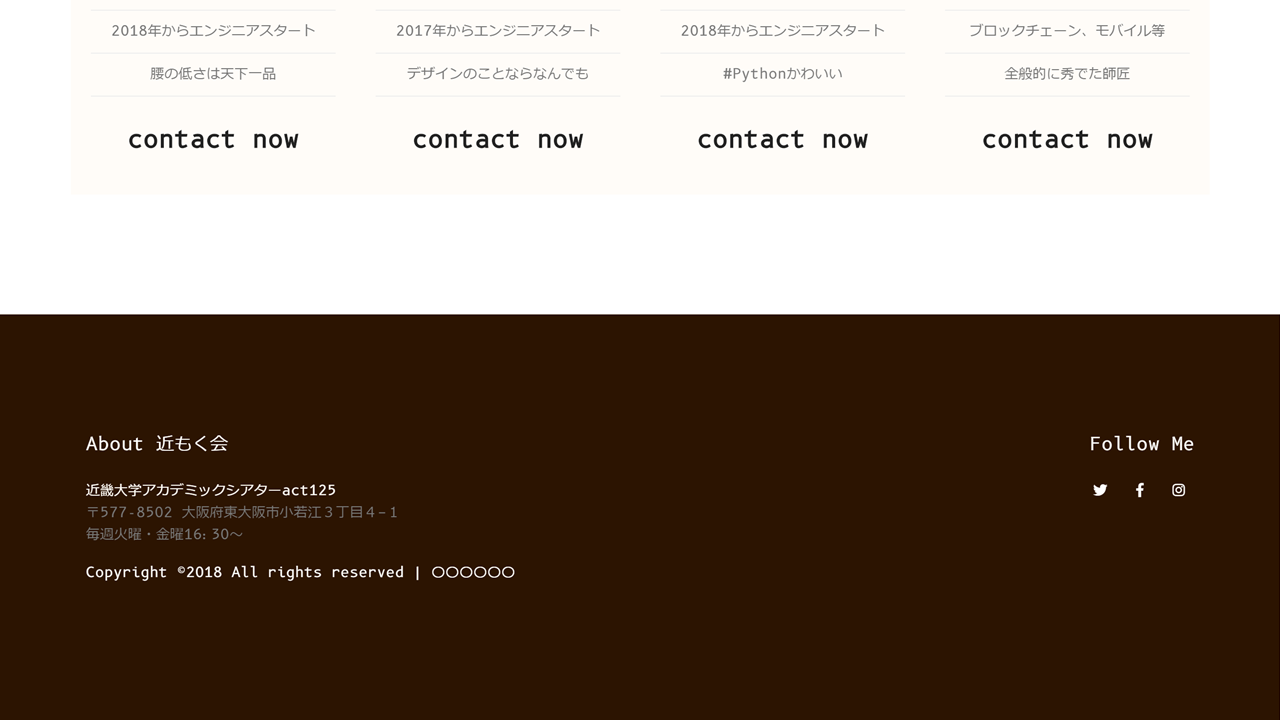 2018年からエンジニアスタート 2017年からエンジニアスタート 2018年からエンジニアスタート ブロックチェーン、モバイル等
腰の低さは天下一品 デザインのことならなんでも #Pythonかわいい 全般的に秀でた師匠
contact now contact now contact now contact now
About 近もく会 Follow Me
近畿大学アカデミックシアターact125
〒577-8502 大阪府東大阪市小若江３丁目４−１
毎週火曜・金曜16:30〜
Copyright ©2018 All rights reserved | 〇〇〇〇〇〇